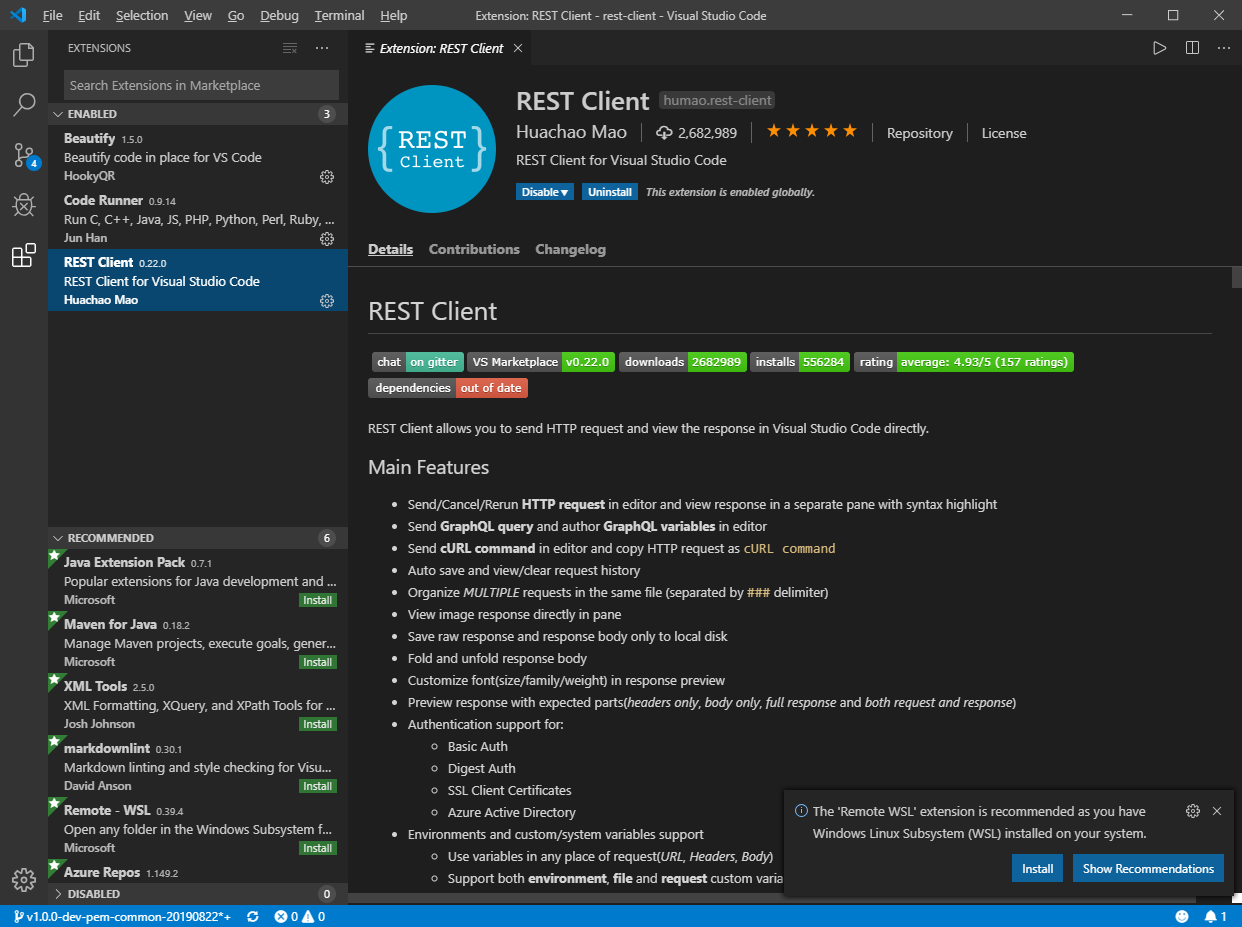 File Edit Selection View Go Debug Terminal Help Extension: REST Client - rest-client - Visual Studio Code
EXTENSIONS
Search Extensions in Marketplace
ENABLED 3
Beautify 1.5.0
Beautify code in place for VS Code
HookyQR
Code Runner 0.9.14
Run C, C++, Java, JS, PHP, Python, Perl, Ruby, ...
Jun Han
REST Client 0.22.0
REST Client for Visual Studio Code
Huachao Mao
RECOMMENDED 6
Java Extension Pack 0.7.1
Popular extensions for Java development and ...
Microsoft Install
Maven for Java 0.18.2
Manage Maven projects, execute goals, gener...
Microsoft Install
XML Tools 2.5.0
XML Formatting, XQuery, and XPath Tools for ...
Josh Johnson Install
markdownlint 0.30.1
Markdown linting and style checking for Visu...
David Anson Install
Remote - WSL 0.39.4
Open any folder in the Windows Subsystem f...
Microsoft Install
Azure Repos 1.149.2
DISABLED 0
4
Extension: REST Client
{REST Client}
REST Client humao.rest-client
Huachao Mao 2,682,989 ★★★★★ Repository License
REST Client for Visual Studio Code
Disable▼ Uninstall This extension is enabled globally.
Details Contributions Changelog
REST Client
chat on gitter VS Marketplace v0.22.0 downloads 2682989 installs 556284 rating average: 4.93/5 (157 ratings)
dependencies out of date
REST Client allows you to send HTTP request and view the response in Visual Studio Code directly.
Main Features
• Send/Cancel/Rerun HTTP request in editor and view response in a separate pane with syntax highlight
• Send GraphQL query and author GraphQL variables in editor
• Send cURL command in editor and copy HTTP request as cURL command
• Auto save and view/clear request history
• Organize MULTIPLE requests in the same file (separated by ### delimiter)
• View image response directly in pane
• Save raw response and response body only to local disk
• Fold and unfold response body
• Customize font(size/family/weight) in response preview
• Preview response with expected parts(headers only, body only, full response and both request and response)
• Authentication support for:
◦ Basic Auth
◦ Digest Auth
◦ SSL Client Certificates
◦ Azure Active Directory
• Environments and custom/system variables support
◦ Use variables in any place of request(URL, Headers, Body)
◦ Support both environment, file and request custom varia
The 'Remote WSL' extension is recommended as you have
Windows Linux Subsystem (WSL) installed on your system.
Install Show Recommendations
v1.0.0-dev-pem-common-20190822*+ 0 0 1